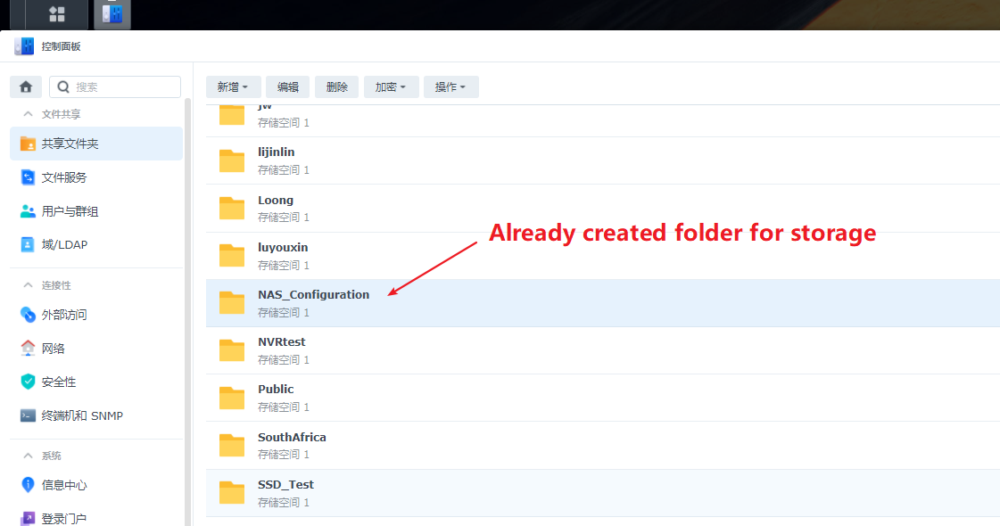 控制面板
搜索
文件共享
共享文件夹
文件服务
用户与群组
域/LDAP
连接性
外部访问
网络
安全性
终端机和 SNMP
系统
信息中心
登录门户
新增
编辑
删除
加密
操作
jw
存储空间 1
lijinlin
存储空间 1
Loong
存储空间 1
luyouxin
存储空间 1
NAS_Configuration
存储空间 1
NVRtest
存储空间 1
Public
存储空间 1
SouthAfrica
存储空间 1
SSD_Test
存储空间 1
Already created folder for storage